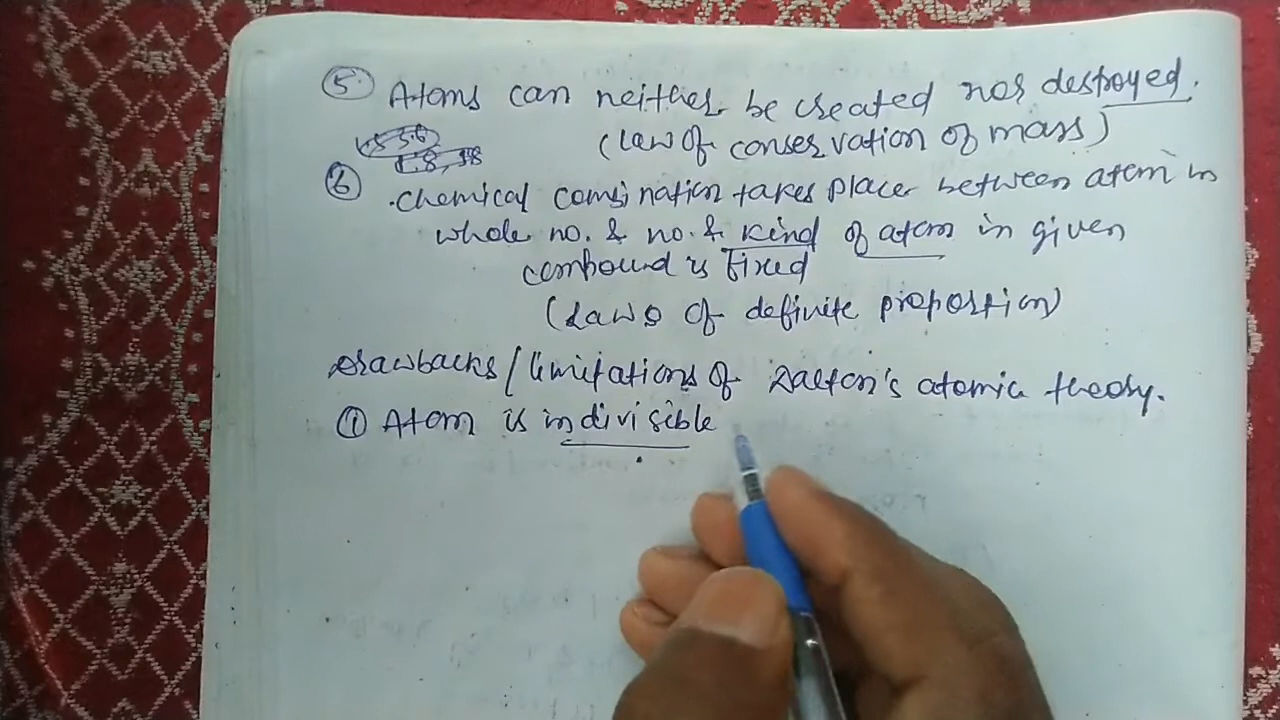 5. Atoms can neither be created nor destroyed.
(law of conservation of mass)
6 .chemical combination takes place between atom in
whole no. & no. & kind of atom in given
compound is fixed
(Laws of definite proportion)
Drawbacks/limitations of Dalton's atomic theory.
1 Atom is indivisible